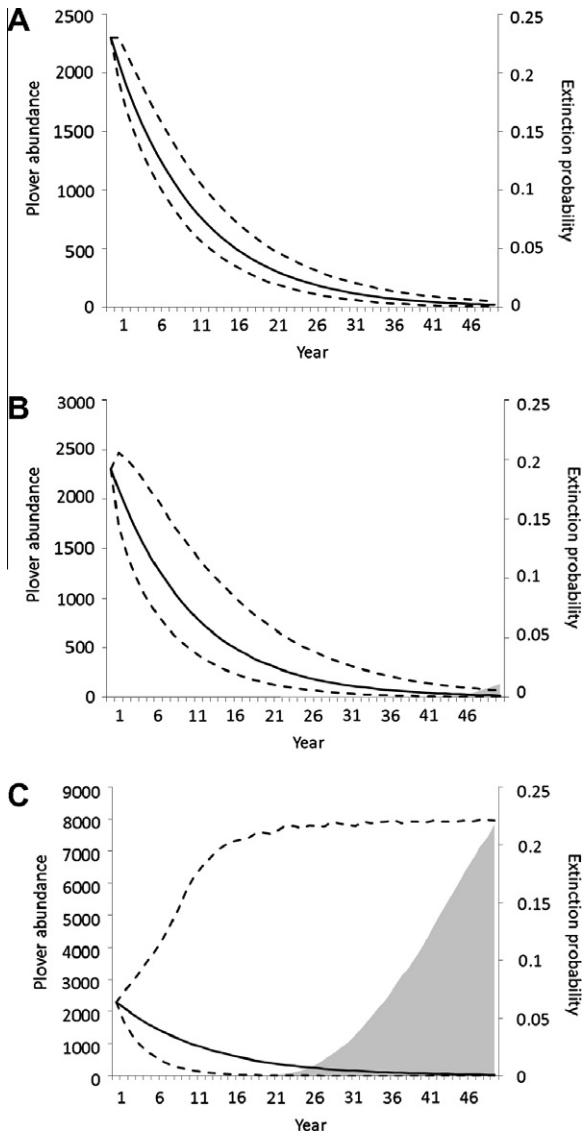 A
2500
2000
1500
1000
500
0
Plover abundance
0.25
0.2
0.15
0.1
0.05
0
Extinction probability
1 6 11 16 21 26 31 36 41 46
Year
B
3000
2500
2000
1500
1000
500
0
Plover abundance
0.25
0.2
0.15
0.1
0.05
0
Extinction probability
1 6 11 16 21 26 31 36 41 46
Year
C
9000
8000
7000
6000
5000
4000
3000
2000
1000
0
Plover abundance
0.25
0.2
0.15
0.1
0.05
0
Extinction probability
1 6 11 16 21 26 31 36 41 46
Year